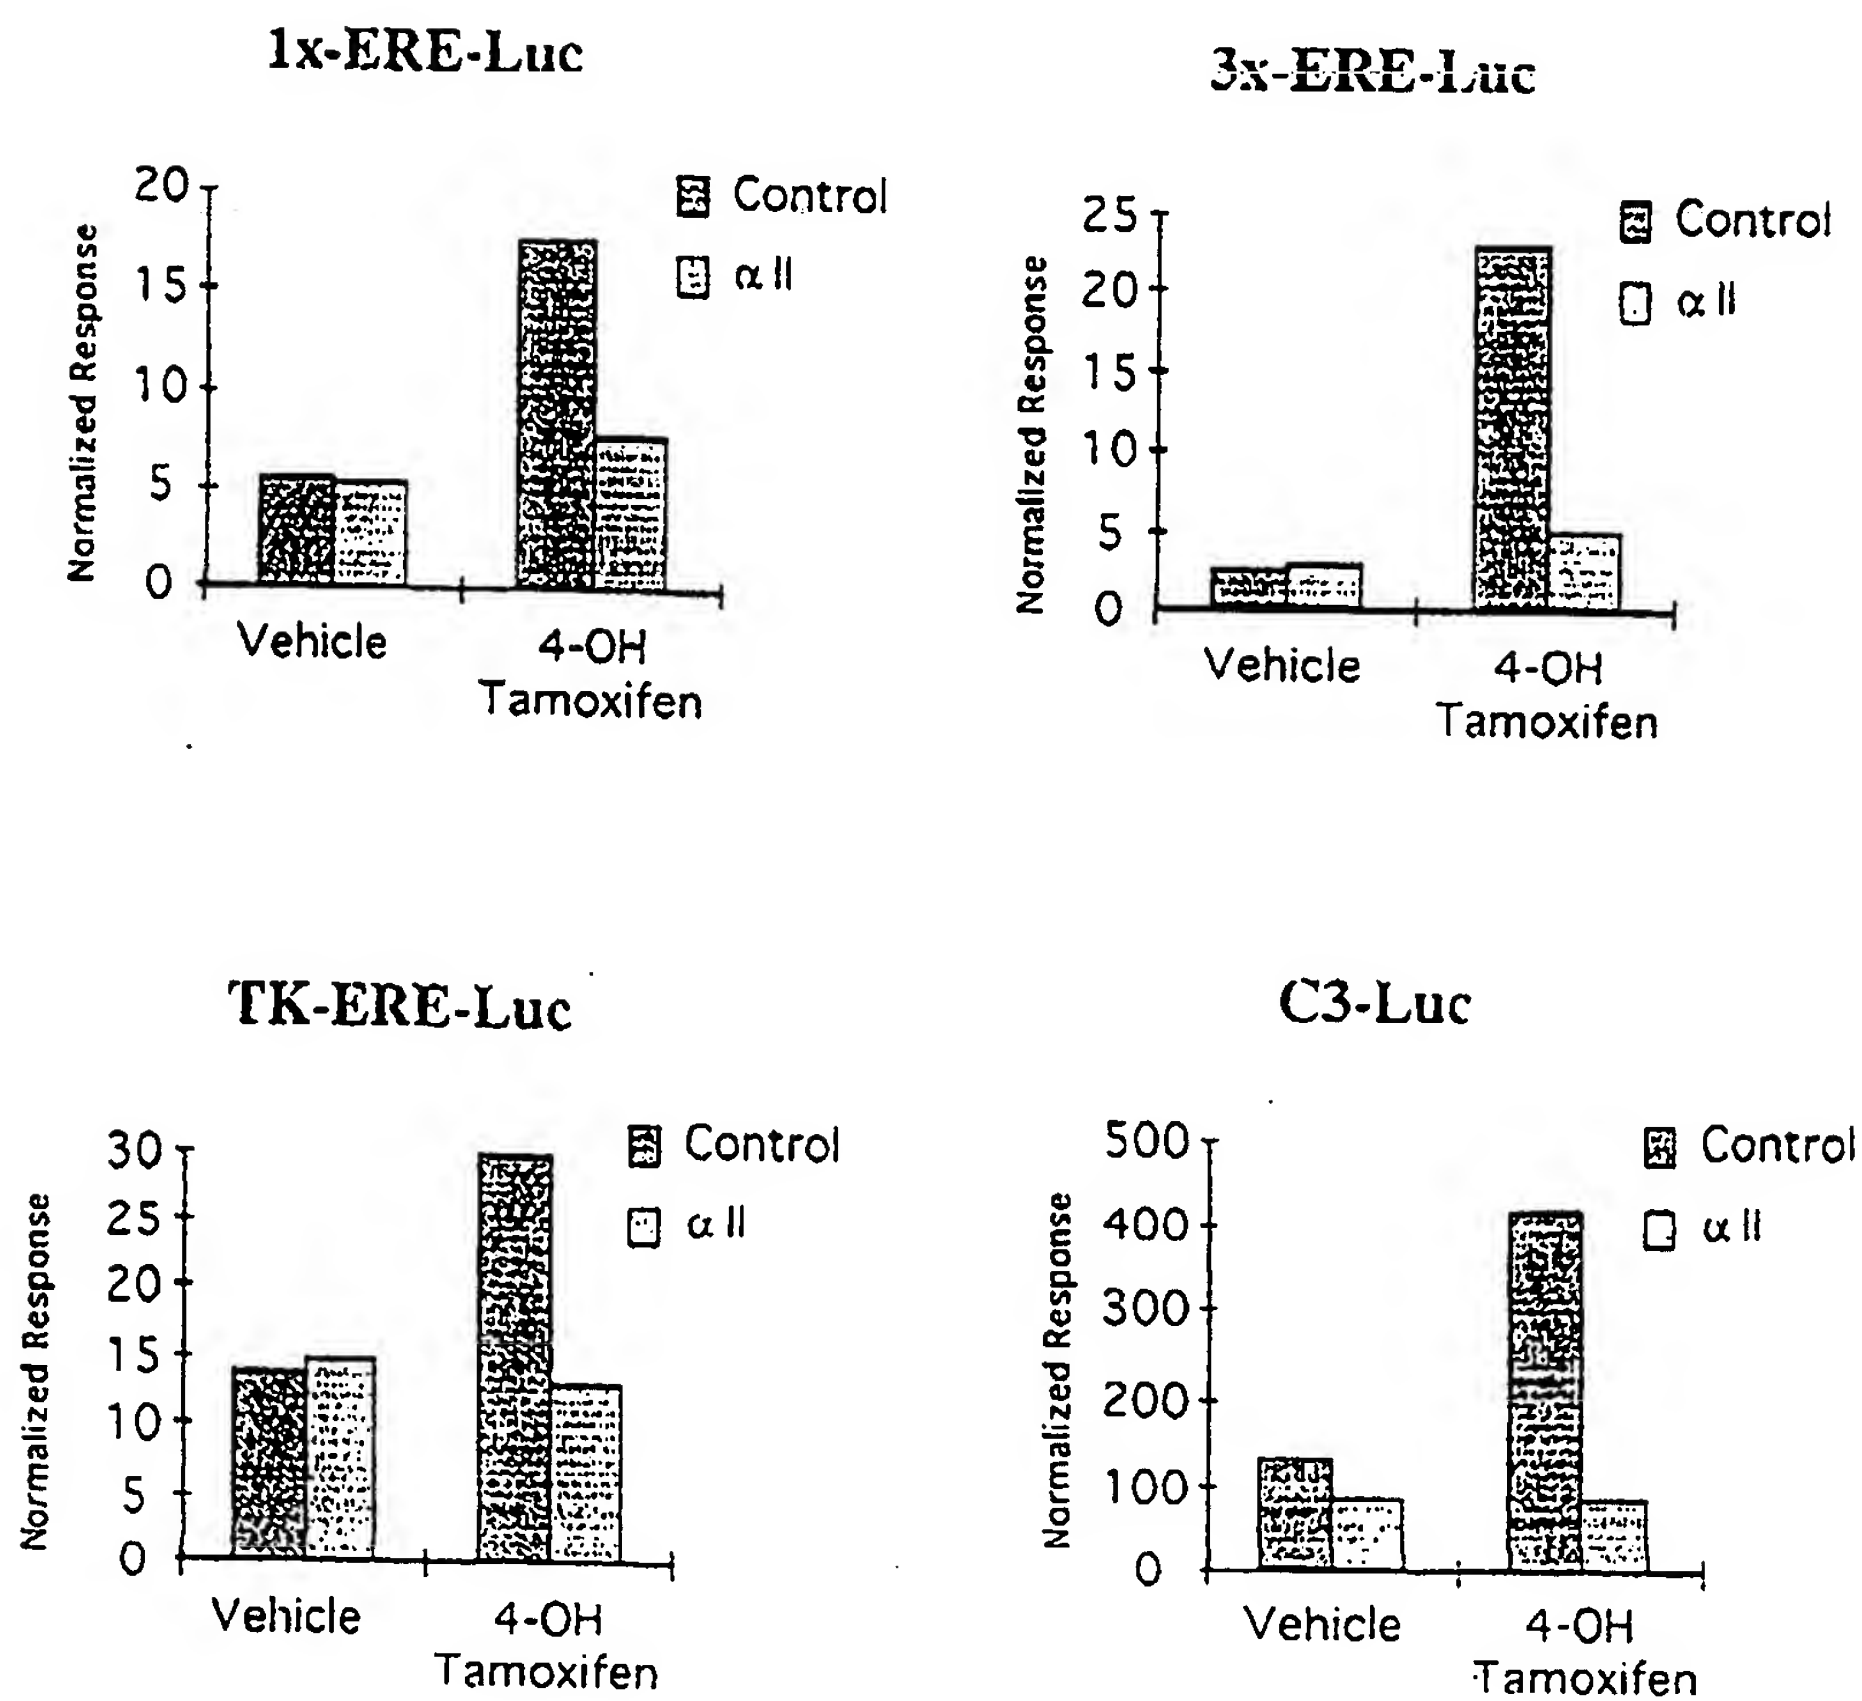 1x-ERE-Luc
20
15
10
5
0
Normalized Response
Control
α II
Vehicle
4-OH
Tamoxifen
3x-ERE-Luc
25
20
15
10
5
0
Normalized Response
Control
α II
Vehicle
4-OH
Tamoxifen
TK-ERE-Luc
30
25
20
15
10
5
0
Normalized Response
Control
α II
Vehicle
4-OH
Tamoxifen
C3-Luc
500
400
300
200
100
0
Normalized Response
Control
α II
Vehicle
4-OH
Tamoxifen